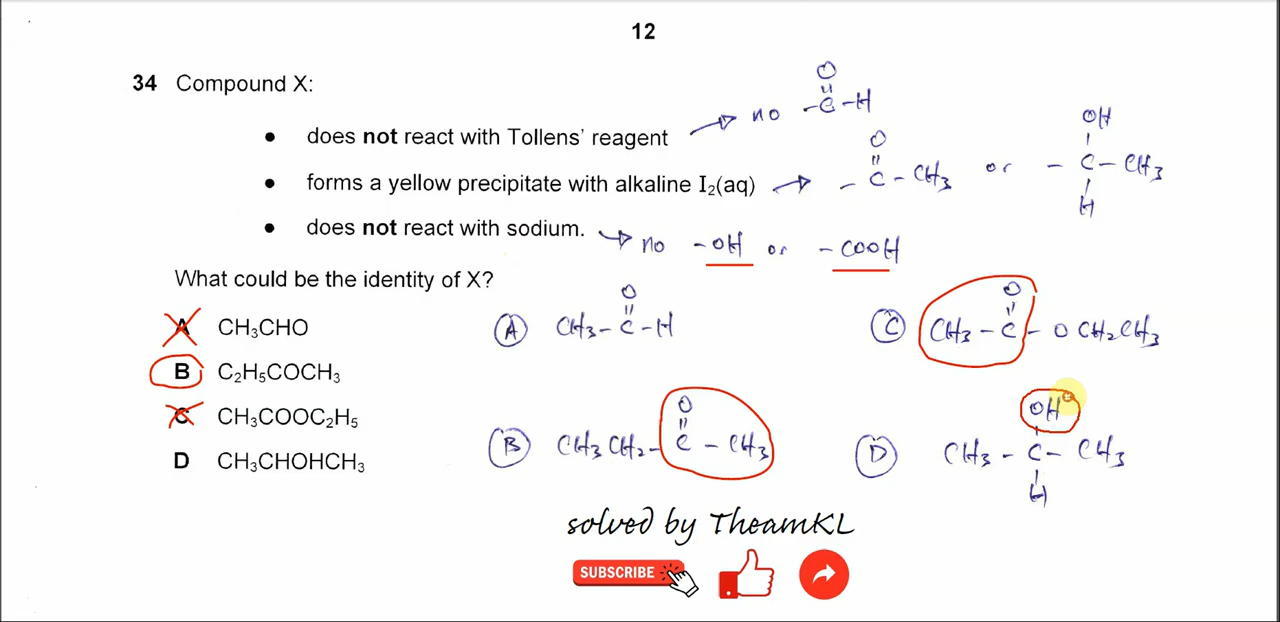 12
34 Compound X:
• does not react with Tollens' reagent → no -C-H
O
• forms a yellow precipitate with alkaline I₂(aq) → -C-CH₃ or -C-CH₃
O
OH
H
• does not react with sodium. → no -OH or -COOH
What could be the identity of X?
A CH₃CHO
B C₂H₅COCH₃
C CH₃COOC₂H₅
D CH₃CHOHCH₃
O
A CH₃-C-H
O
B CH₃CH₂-C-CH₃
O
C CH₃-C-OCH₂CH₃
OH
D CH₃-C-CH₃
H
solved by TheamKL
SUBSCRIBE